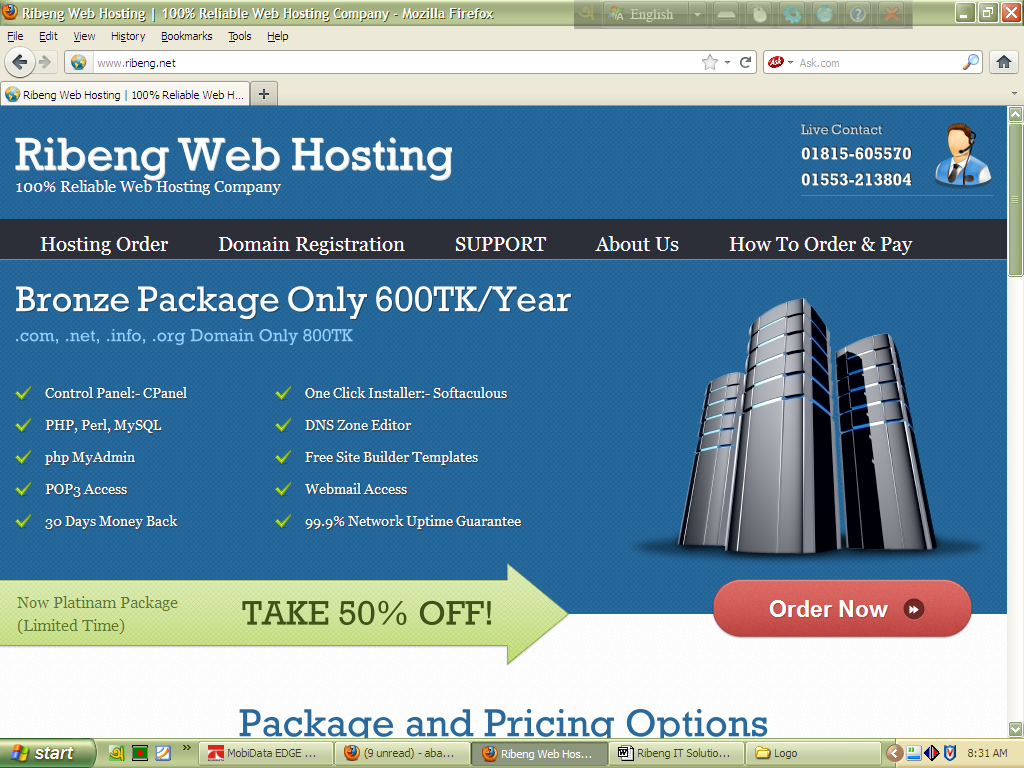 Ribeng Web Hosting | 100% Reliable Web Hosting Company - Mozilla Firefox
English
File Edit View History Bookmarks Tools Help
www.ribeng.net
Ask
Ask.com
Ribeng Web Hosting | 100% Reliable Web H...
Ribeng Web Hosting
100% Reliable Web Hosting Company
Live Contact
01815-605570
01553-213804
Hosting Order Domain Registration SUPPORT About Us How To Order & Pay
Bronze Package Only 600TK/Year
.com, .net, .info, .org Domain Only 800TK
Control Panel:- CPanel
One Click Installer:- Softaculous
PHP, Perl, MySQL
DNS Zone Editor
php MyAdmin
Free Site Builder Templates
POP3 Access
Webmail Access
30 Days Money Back
99.9% Network Uptime Guarantee
Now Platinam Package
(Limited Time)
TAKE 50% OFF!
Order Now
Package and Pricing Options
start
MobiData EDGE ...
(9 unread) - aba...
Ribeng Web Hos...
Ribeng IT Solutio...
Logo
8:31 AM